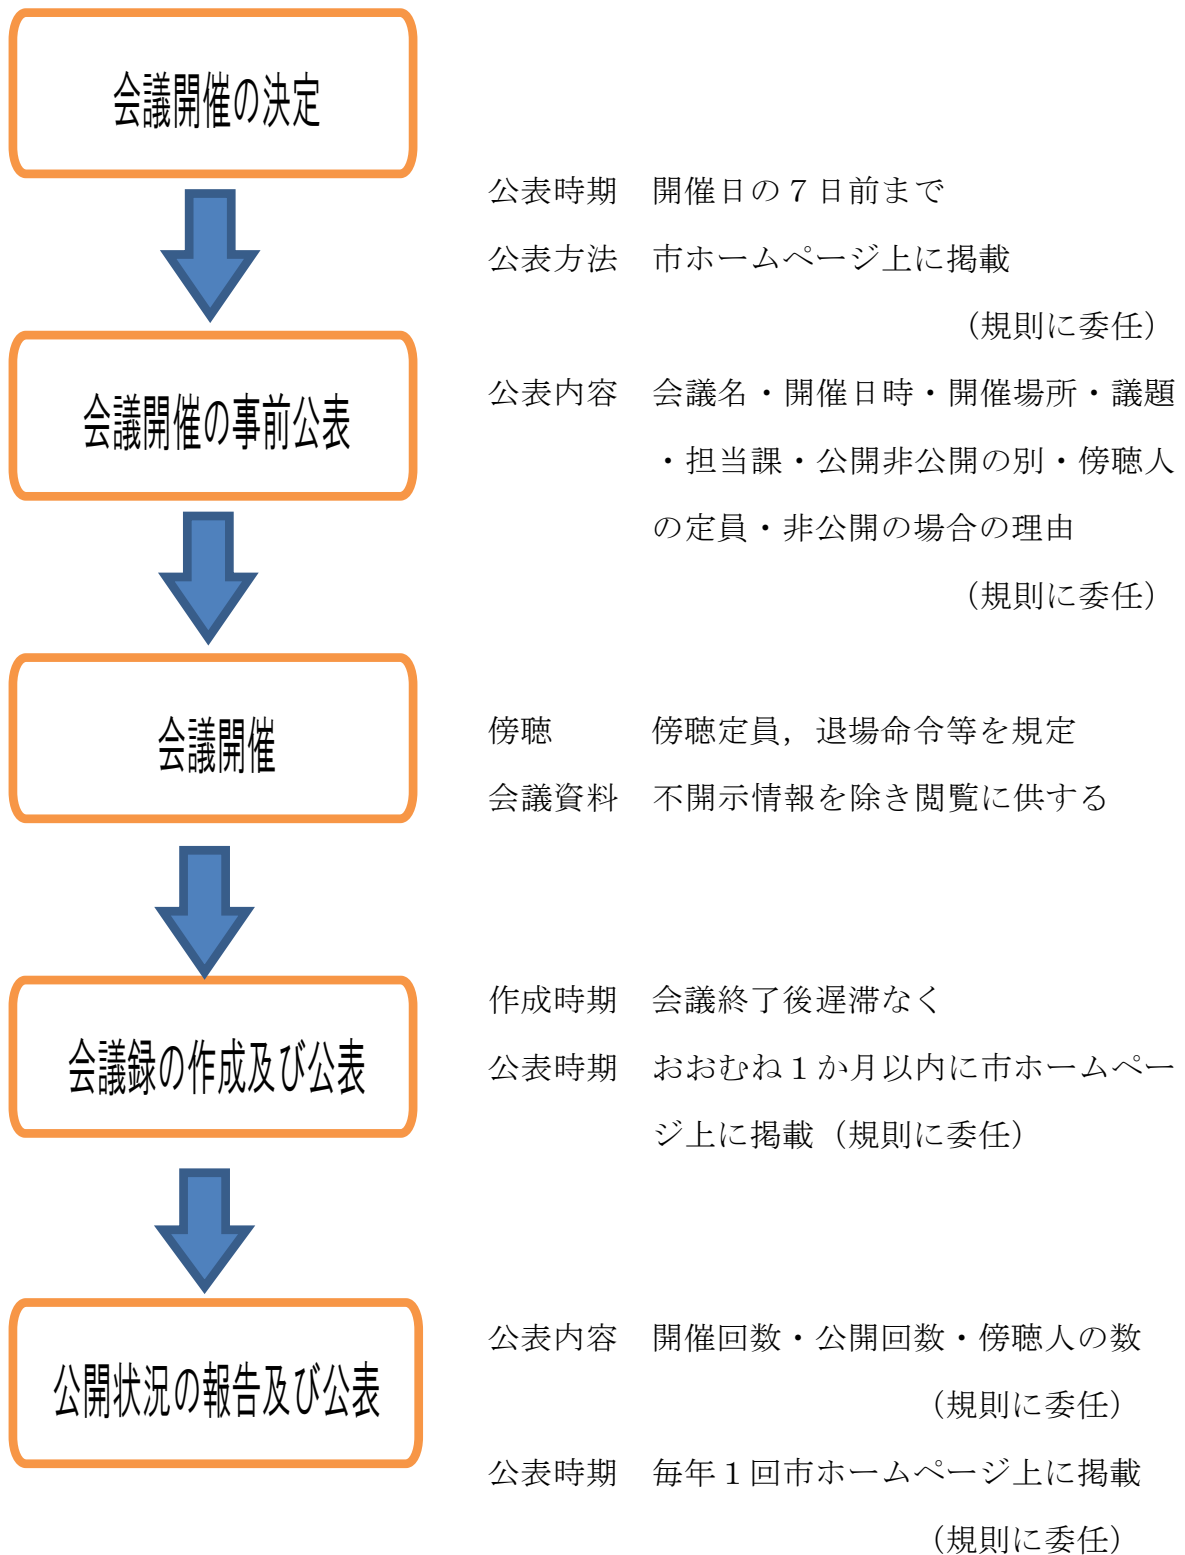 会議開催の決定
公表時期　開催日の７日前まで
公表方法　市ホームページ上に掲載
（規則に委任）
会議開催の事前公表
公表内容　会議名・開催日時・開催場所・議題
・担当課・公開非公開の別・傍聴人
の定員・非公開の場合の理由
（規則に委任）
会議開催
傍聴　　　傍聴定員，退場命令等を規定
会議資料　不開示情報を除き閲覧に供する
会議録の作成及び公表
作成時期　会議終了後遅滞なく
公表時期　おおむね１か月以内に市ホームペー
ジ上に掲載（規則に委任）
公開状況の報告及び公表
公表内容　開催回数・公開回数・傍聴人の数
（規則に委任）
公表時期　毎年１回市ホームページ上に掲載
（規則に委任）